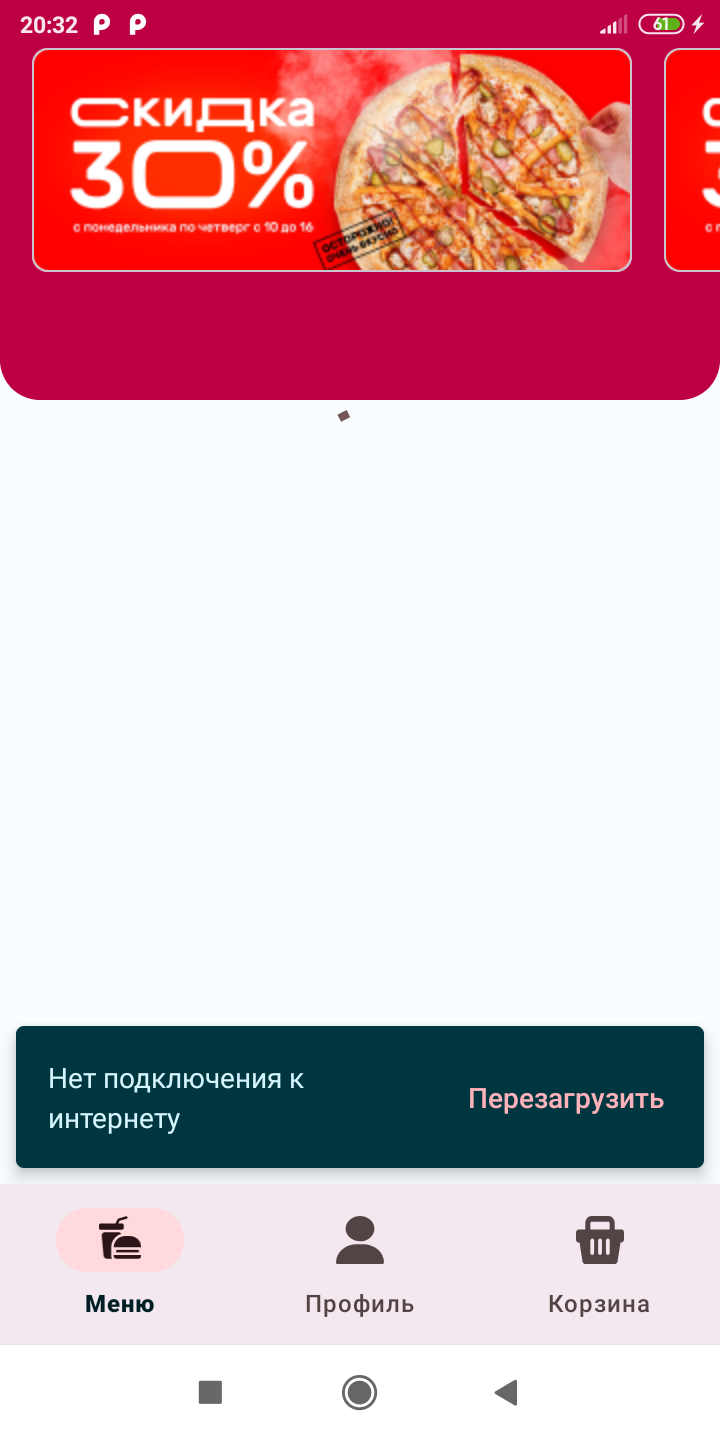 20:32
61
Скидка
30%
с понедельника по четверг с 10 до 16
ОСТОРОЖНО!
ОЧЕНЬ ВКУСНО
Нет подключения к
интернету
Перезагрузить
Меню
Профиль
Корзина